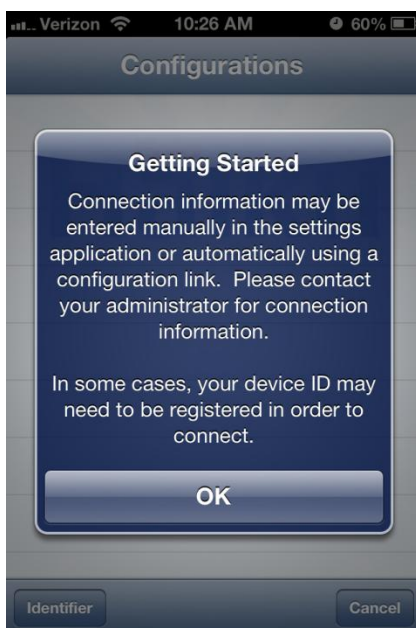 Verizon 10:26 AM 60%
Configurations
Getting Started
Connection information may be
entered manually in the settings
application or automatically using a
configuration link. Please contact
your administrator for connection
information.
In some cases, your device ID may
need to be registered in order to
connect.
OK
Identifier Cancel